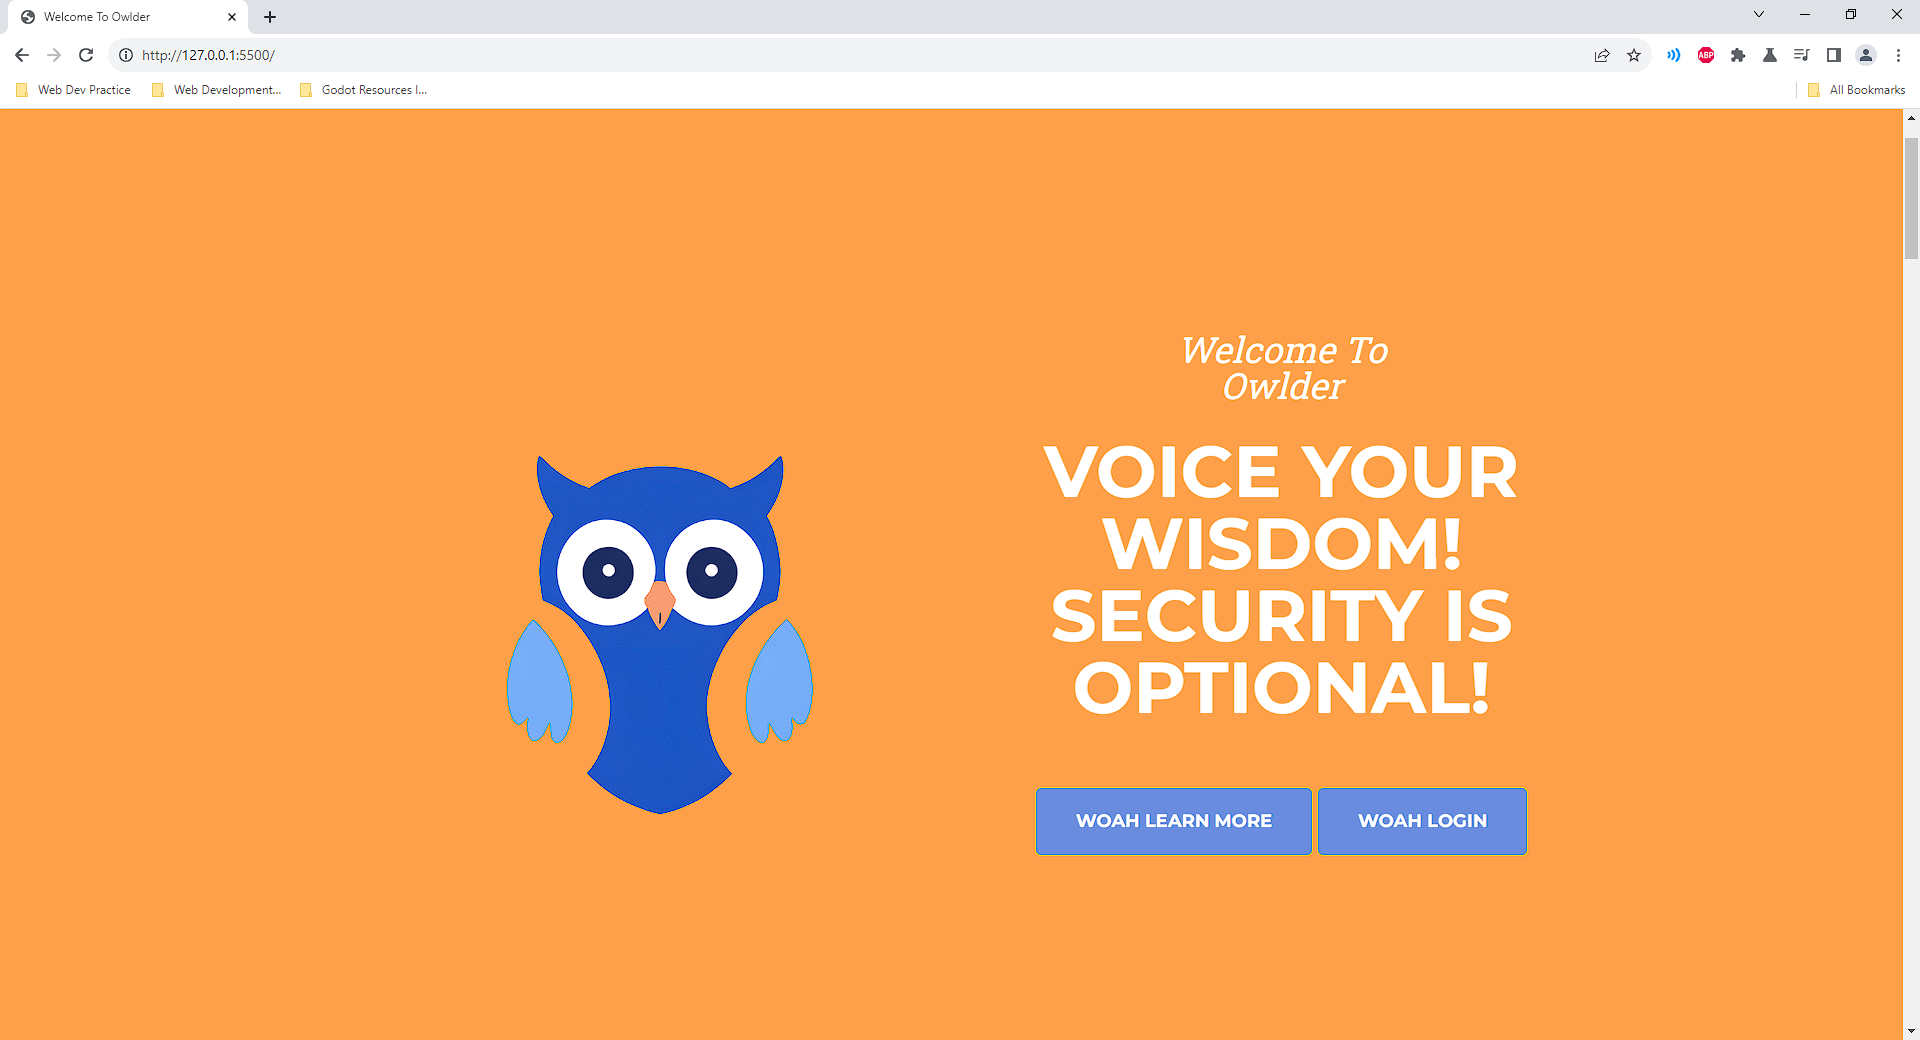 Welcome To Owlder
http://127.0.0.1:5500/
ABP
Web Dev Practice
Web Development...
Godot Resources I...
All Bookmarks
Welcome To
Owlder
VOICE YOUR
WISDOM!
SECURITY IS
OPTIONAL!
WOAH LEARN MORE
WOAH LOGIN